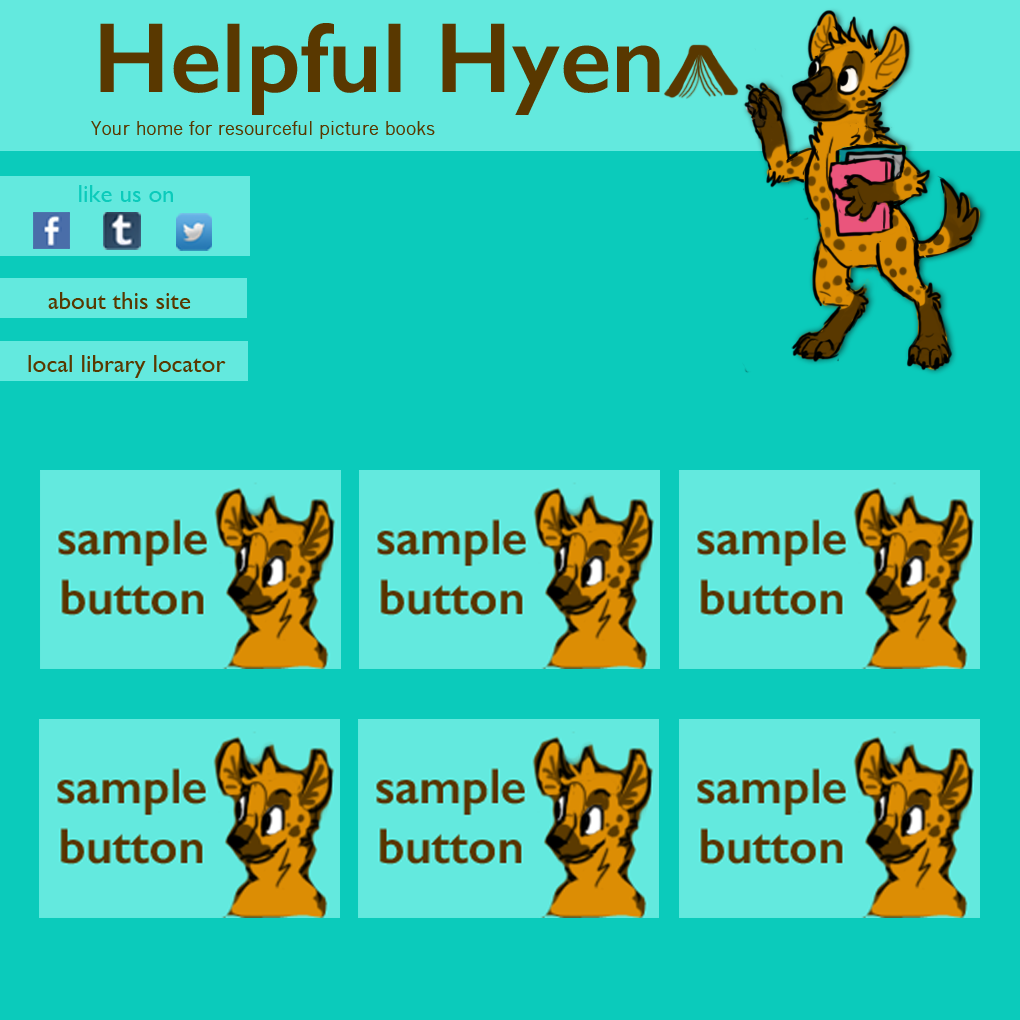 Helpful Hyena
Your home for resourceful picture books
like us on
f t
about this site
local library locator
sample
button
sample
button
sample
button
sample
button
sample
button
sample
button